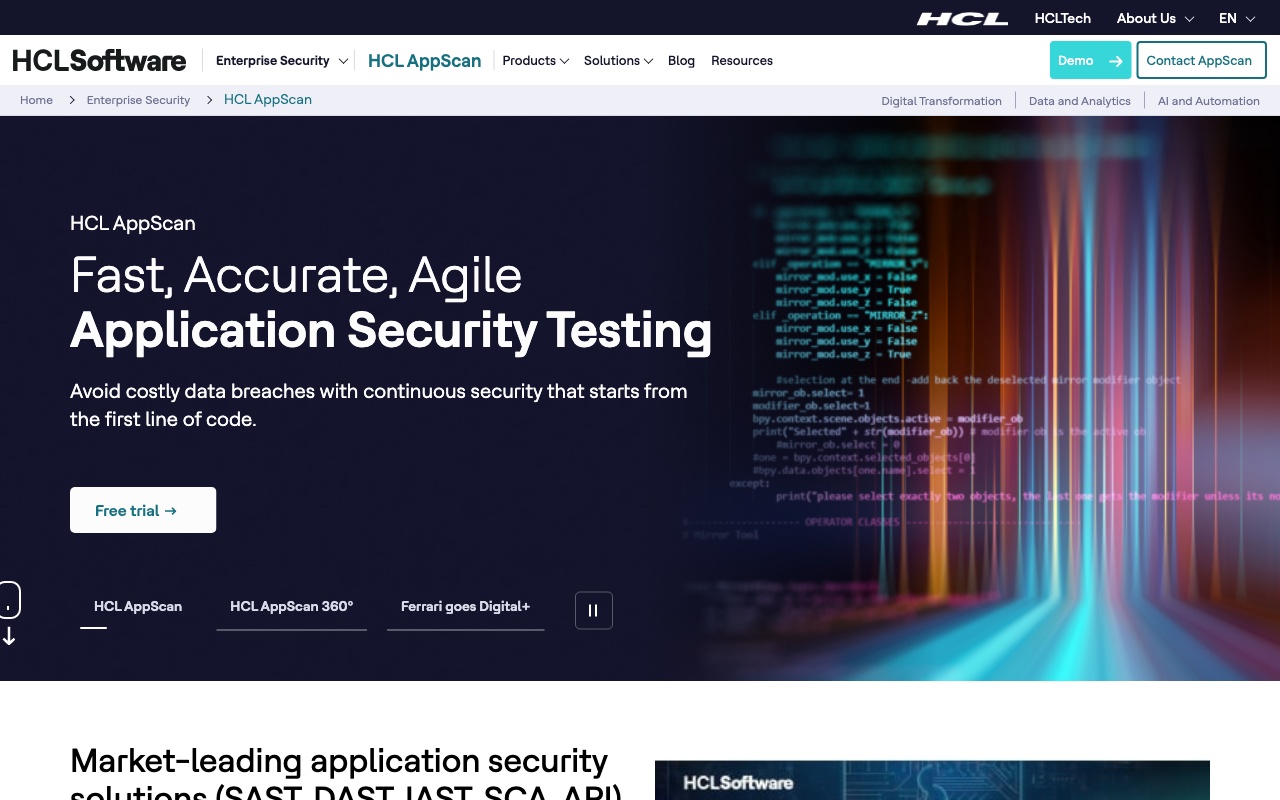 HCL HCLTech About Us EN
HCLSoftware Enterprise Security HCL AppScan Products Solutions Blog Resources Demo → Contact AppScan
Home > Enterprise Security > HCL AppScan Digital Transformation Data and Analytics AI and Automation
HCL AppScan
Fast, Accurate, Agile
Application Security Testing
Avoid costly data breaches with continuous security that starts from
the first line of code.
Free trial →
HCL AppScan HCL AppScan 360° Ferrari goes Digital+
elif _operation == "MIRROR_Y":
mirror_mod.use_x = False
mirror_mod.use_y = True
mirror_mod.use_z = False
elif _operation == "MIRROR_Z":
mirror_mod.use_x = False
mirror_mod.use_y = False
mirror_mod.use_z = True
#selection at the end -add back the deselected mirror modifier object
mirror_ob.select= 1
modifier_ob.select=1
bpy.context.scene.objects.active = modifier_ob
print("Selected" + str(modifier_ob)) # modifier ob is the active ob
#mirror_ob.select = 0
#one = bpy.context.selected_objects[0]
#bpy.data.objects[one.name].select = 1
except:
print("please select exactly two objects, the last one gets the modifier unless its no
OPERATOR CLASSES
# Mirror Tool
Market-leading application security
solutions (SAST, DAST, IAST, SCA, API)
HCLSoftware